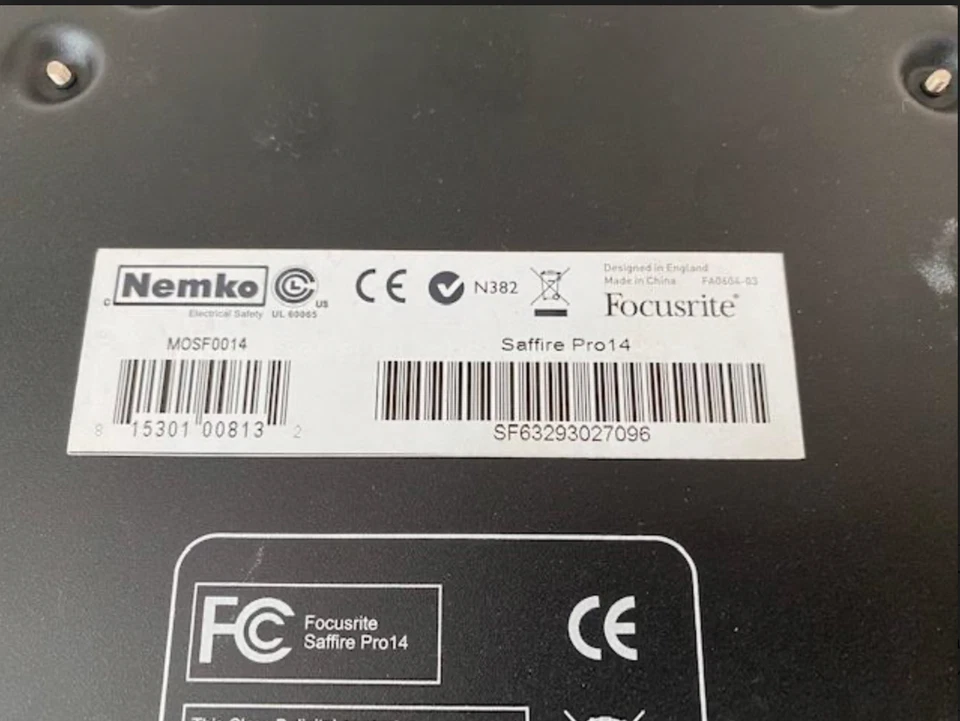 Nemko
c
US
Electrical Safety UL 60065
CE
N382
Designed in England
Made in China FA0604-03
Focusrite
MOSF0014
Saffire Pro14
8 15301 00813 2
SF63293027096
FC Focusrite
Saffire Pro14
CE